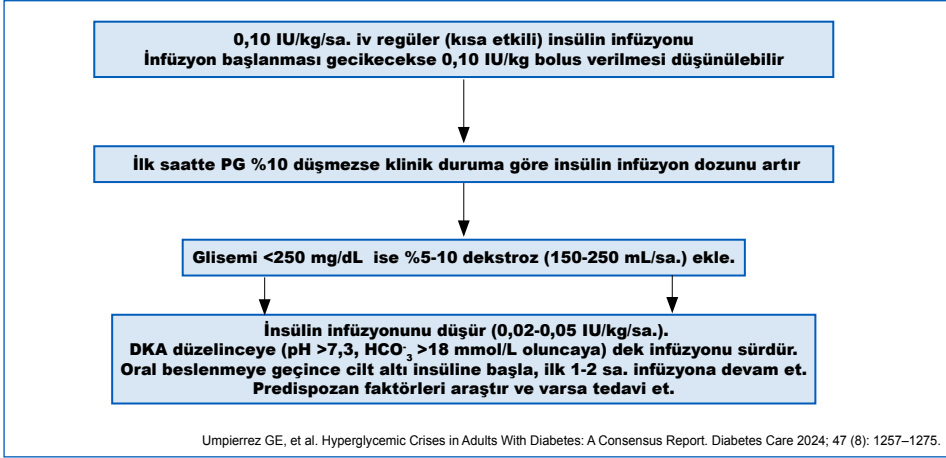 0,10 IU/kg/sa. iv regüler (kısa etkili) insülin infüzyonu
İnfüzyon başlanması gecikecekse 0,10 IU/kg bolus verilmesi düşünülebilir
İlk saatte PG %10 düşmezse klinik duruma göre insülin infüzyon dozunu artır
Glisemi <250 mg/dL ise %5-10 dekstroz (150-250 mL/sa.) ekle.
İnsülin infüzyonunu düşür (0,02-0,05 IU/kg/sa.).
DKA düzelinceye (pH >7,3, HCO⁻₃ >18 mmol/L oluncaya) dek infüzyonu sürdür.
Oral beslenmeye geçince cilt altı insüline başla, ilk 1-2 sa. infüzyona devam et.
Predispozan faktörleri araştır ve varsa tedavi et.
Umpierrez GE, et al. Hyperglycemic Crises in Adults With Diabetes: A Consensus Report. Diabetes Care 2024; 47 (8): 1257–1275.